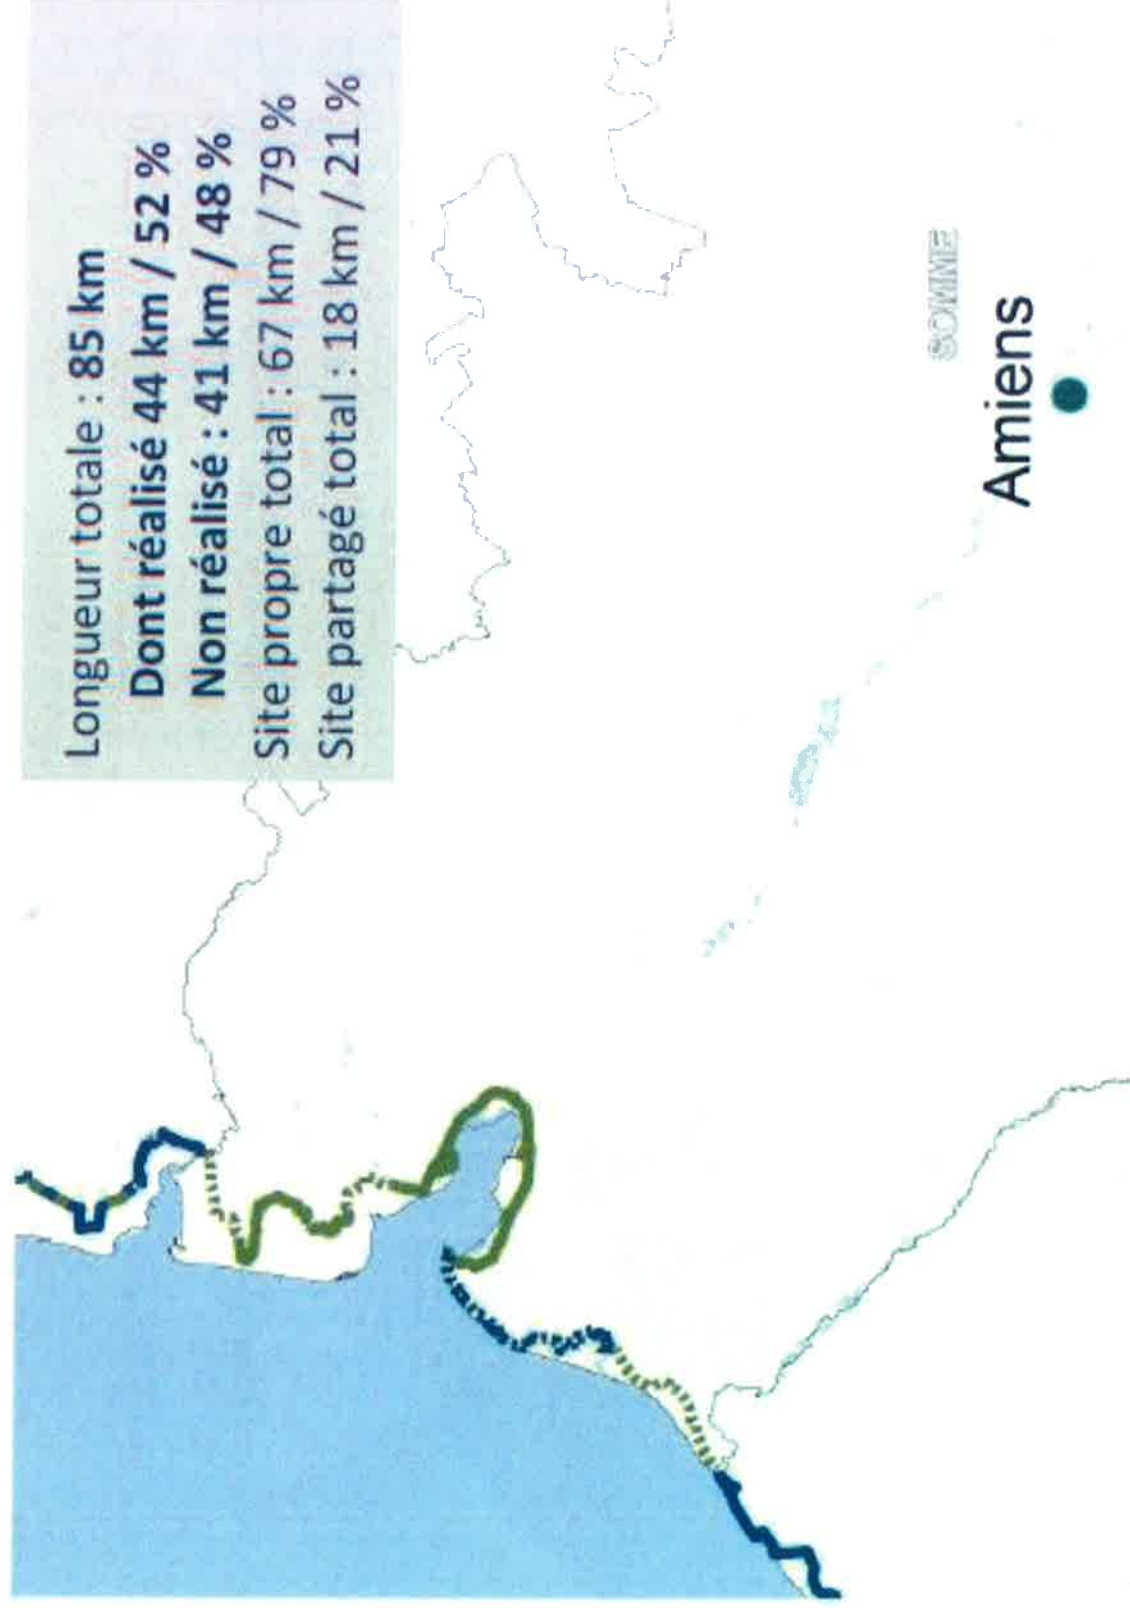 Longueur totale : 85 km
Dont réalisé 44 km / 52 %
Non réalisé : 41 km / 48 %
Site propre total : 67 km / 79 %
Site partagé total : 18 km / 21 %
SOMME
Amiens